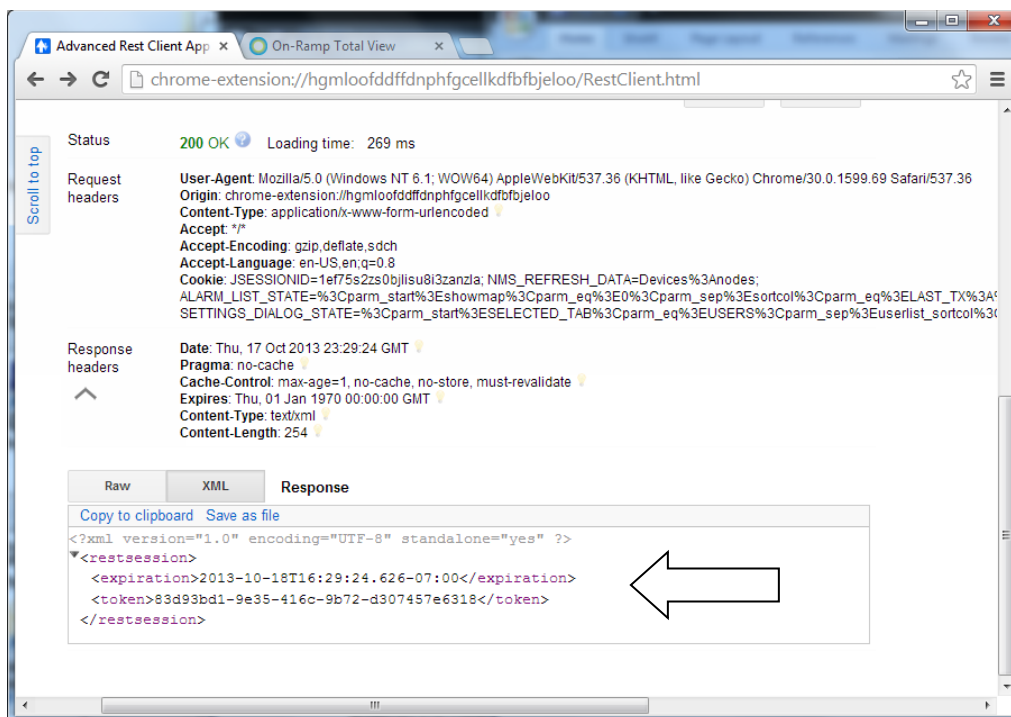 Advanced Rest Client App × On-Ramp Total View ×
chrome-extension://hgmloofddffdnphfgcellkdfbfbjeloo/RestClient.html
Scroll to top
Status 200 OK Loading time: 269 ms
Request headers
User-Agent: Mozilla/5.0 (Windows NT 6.1; WOW64) AppleWebKit/537.36 (KHTML, like Gecko) Chrome/30.0.1599.69 Safari/537.36
Origin: chrome-extension://hgmloofddffdnphfgcellkdfbfbjeloo
Content-Type: application/x-www-form-urlencoded
Accept: */*
Accept-Encoding: gzip,deflate,sdch
Accept-Language: en-US,en;q=0.8
Cookie: JSESSIONID=1ef75s2zs0bjlisu8i3zanzla; NMS_REFRESH_DATA=Devices%3Anodes;
ALARM_LIST_STATE=%3Cparm_start%3Eshowmap%3Cparm_eq%3E0%3Cparm_sep%3Esortcol%3Cparm_eq%3ELAST_TX%3A%
SETTINGS_DIALOG_STATE=%3Cparm_start%3ESELECTED_TAB%3Cparm_eq%3EUSERS%3Cparm_sep%3Euserlist_sortcol%3C
Response headers
Date: Thu, 17 Oct 2013 23:29:24 GMT
Pragma: no-cache
Cache-Control: max-age=1, no-cache, no-store, must-revalidate
Expires: Thu, 01 Jan 1970 00:00:00 GMT
Content-Type: text/xml
Content-Length: 254
Raw XML Response
Copy to clipboard Save as file
<?xml version="1.0" encoding="UTF-8" standalone="yes" ?>
<restsession>
<expiration>2013-10-18T16:29:24.626-07:00</expiration>
<token>83d93bd1-9e35-416c-9b72-d307457e6318</token>
</restsession>